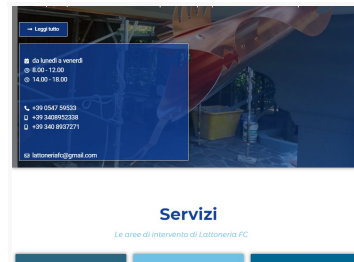 → Leggi tutto
da lunedì a venerdì
8.00 - 12.00
14.00 - 18.00
+39 0547 59533
+39 3408952338
+39 340 8937271
lattoneriafc@gmail.com
Servizi
Le aree di intervento di Lattoneria FC